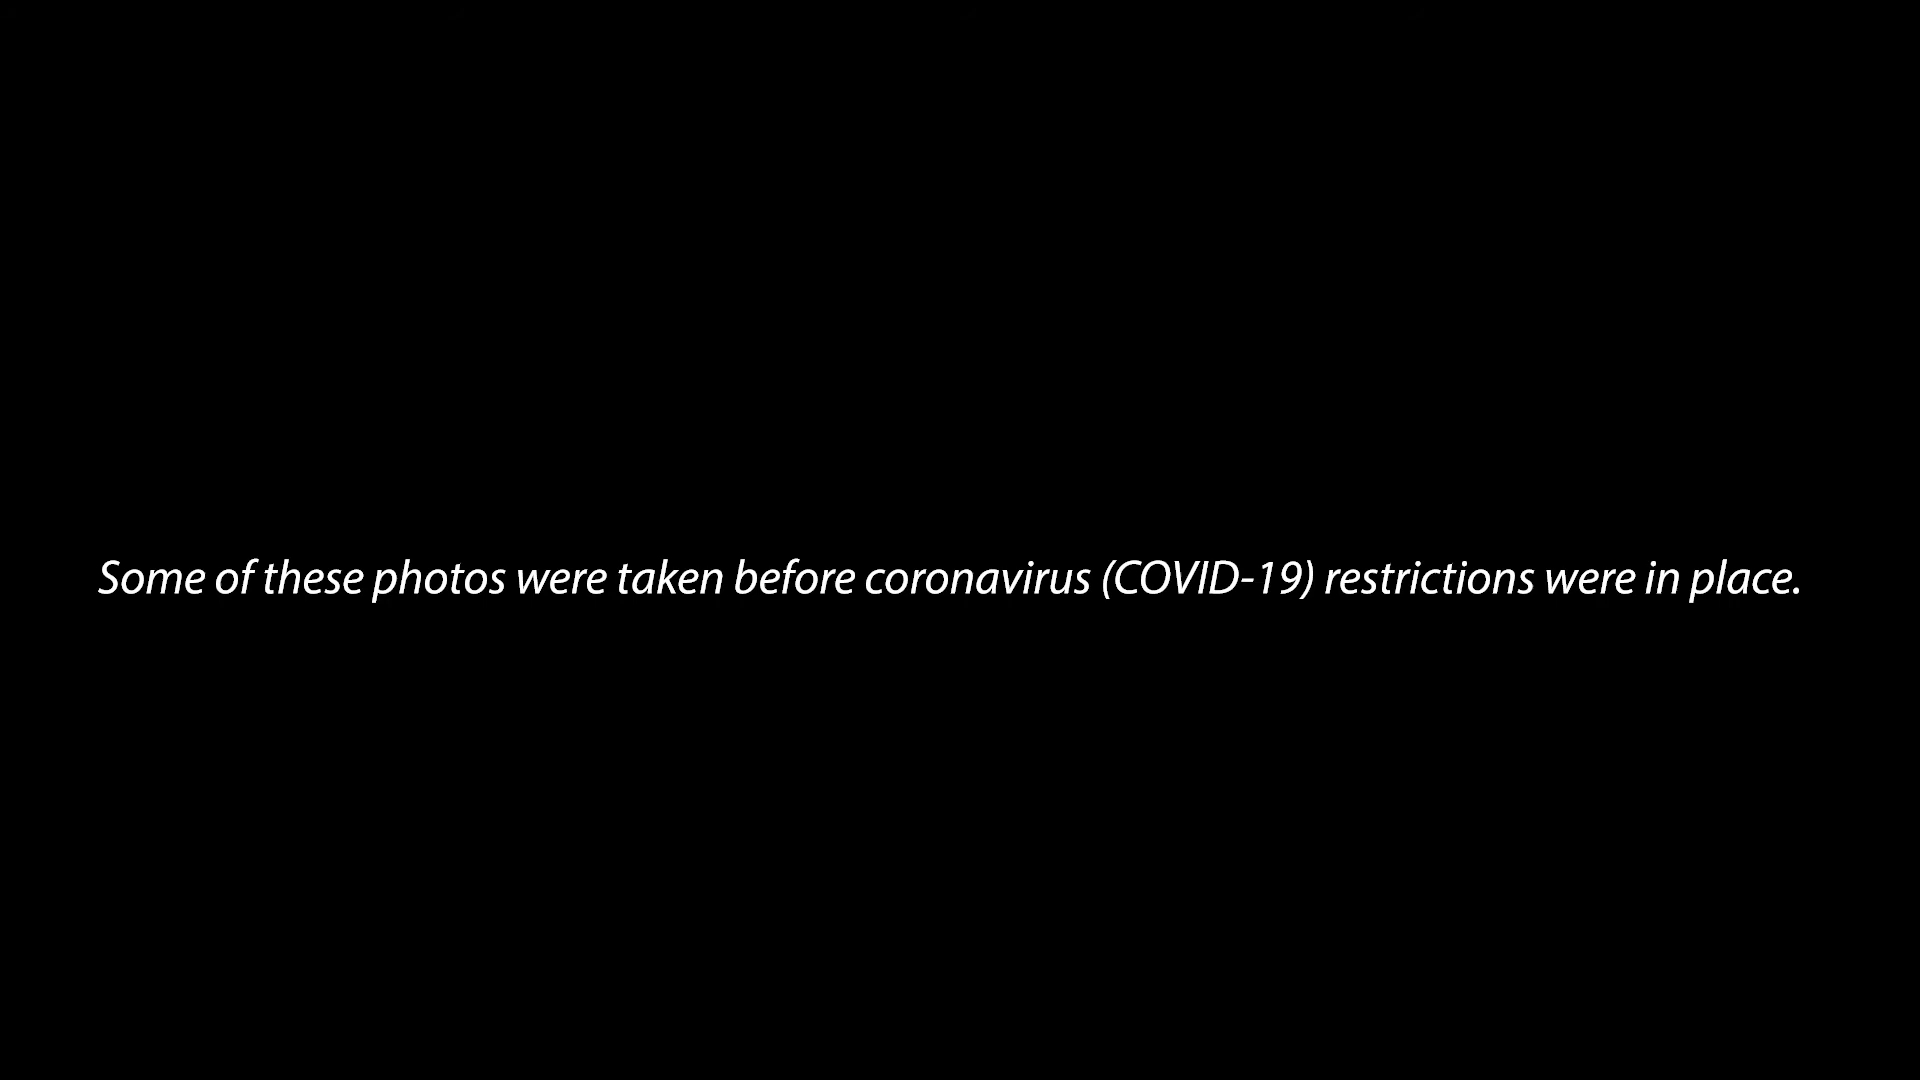 Some of these photos were taken before coronavirus (COVID-19) restrictions were in place.